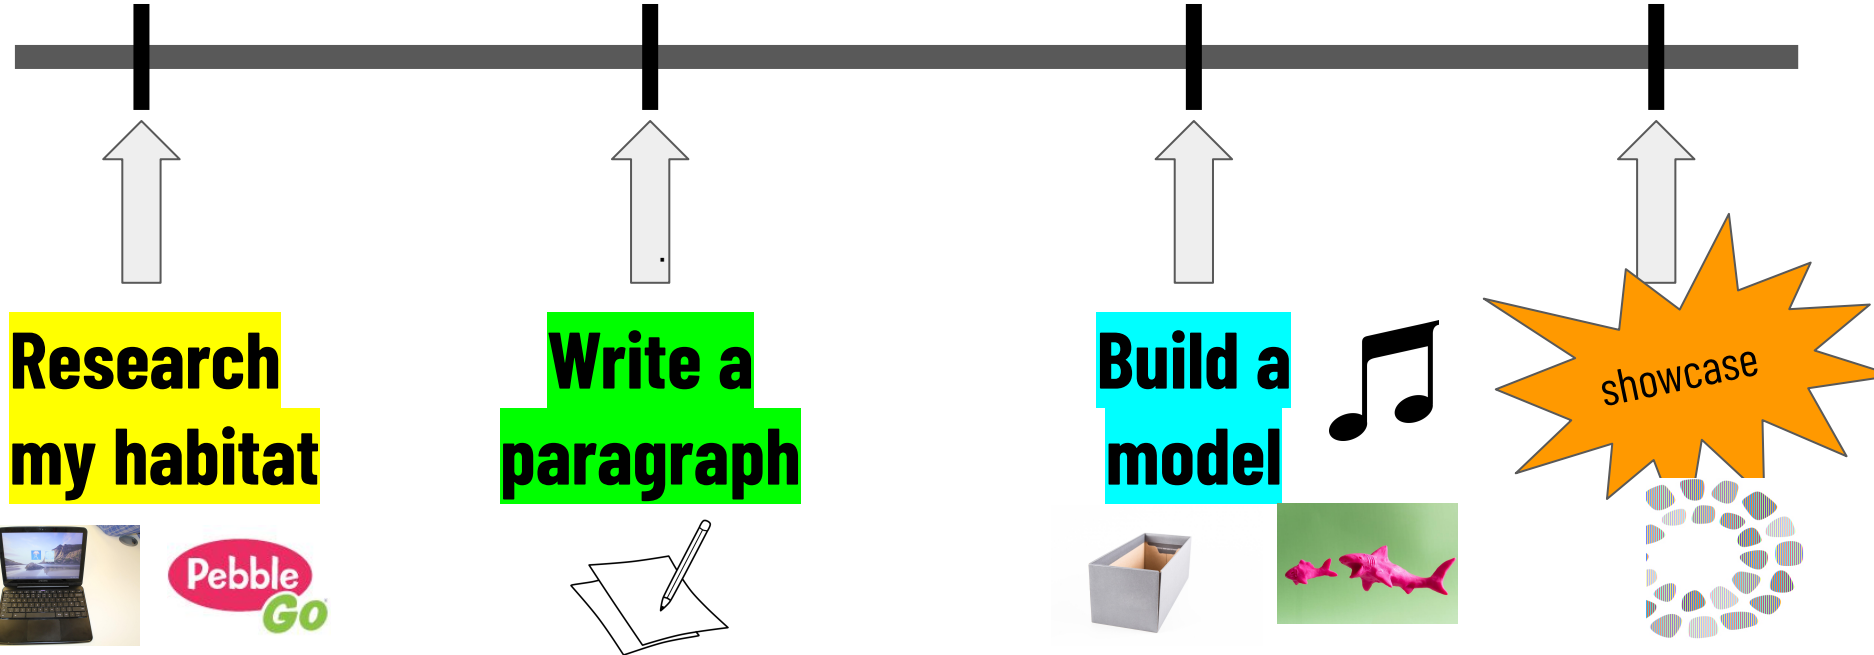 Research
my habitat
Write a
paragraph
Build a
model
showcase
Pebble
Go